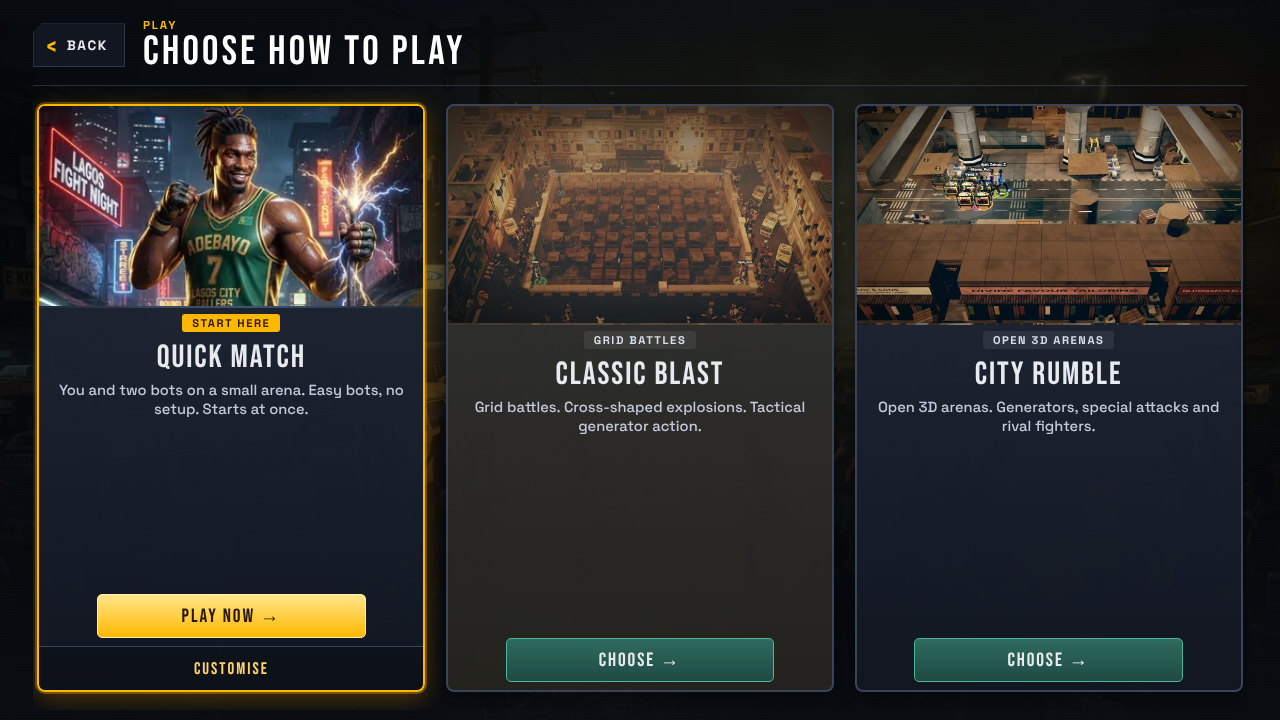 < BACK
PLAY
CHOOSE HOW TO PLAY
LAGOS
FIGHT NIGHT
ADEBAYO
7
LAGOS CITY
BALLERS
START HERE
QUICK MATCH
You and two bots on a small arena. Easy bots, no
setup. Starts at once.
PLAY NOW →
CUSTOMISE
GRID BATTLES
CLASSIC BLAST
Grid battles. Cross-shaped explosions. Tactical
generator action.
CHOOSE →
DIVINE FAVOUR TAILORING
OPEN 3D ARENAS
CITY RUMBLE
Open 3D arenas. Generators, special attacks and
rival fighters.
CHOOSE →